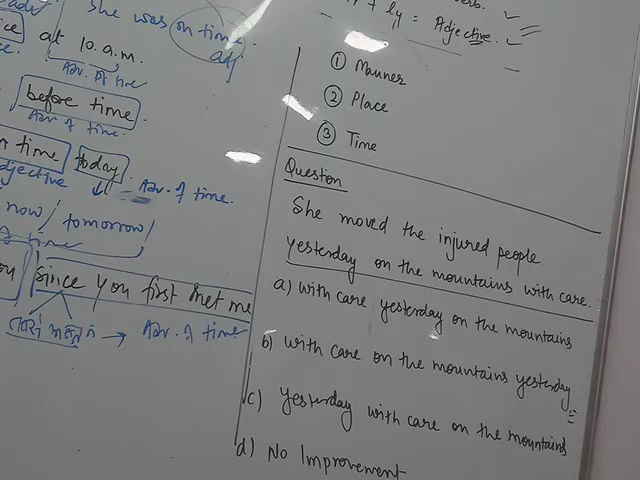 She was on time.
adj
at 10 a.m.
Adv. of time
before time
Adv of time.
time
today
djective
Adv. of time.
now / tomorrow /
time
since you first met me
→ Adv. of time
verb.
+ ly = Adjective.
① Manner
② Place
③ Time
Question
She moved the injured people
yesterday on the mountains with care.
a) with care yesterday on the mountains
b) with care on the mountains yesterday
c) yesterday with care on the mountains
d) No Improvement